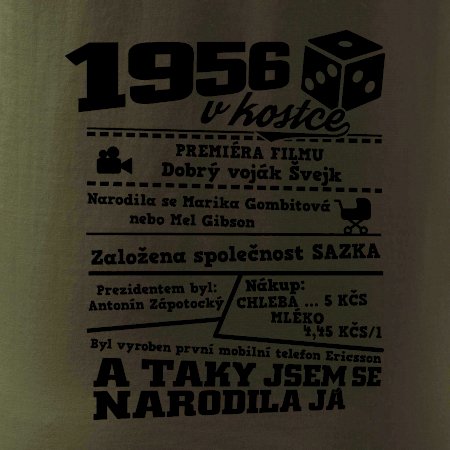 1956
v kostce
PREMIÉRA FILMU
Dobrý voják Švejk
Narodila se Marika Gombitová
nebo Mel Gibson
Založena společnost SAZKA
Prezidentem byl:
Antonín Zápotocký
Nákup:
CHLEBA ... 5 KČS
MLÉKO
4,45 KČS/l
Byl vyroben první mobilní telefon Ericsson
A TAKY JSEM SE
NARODILA JÁ